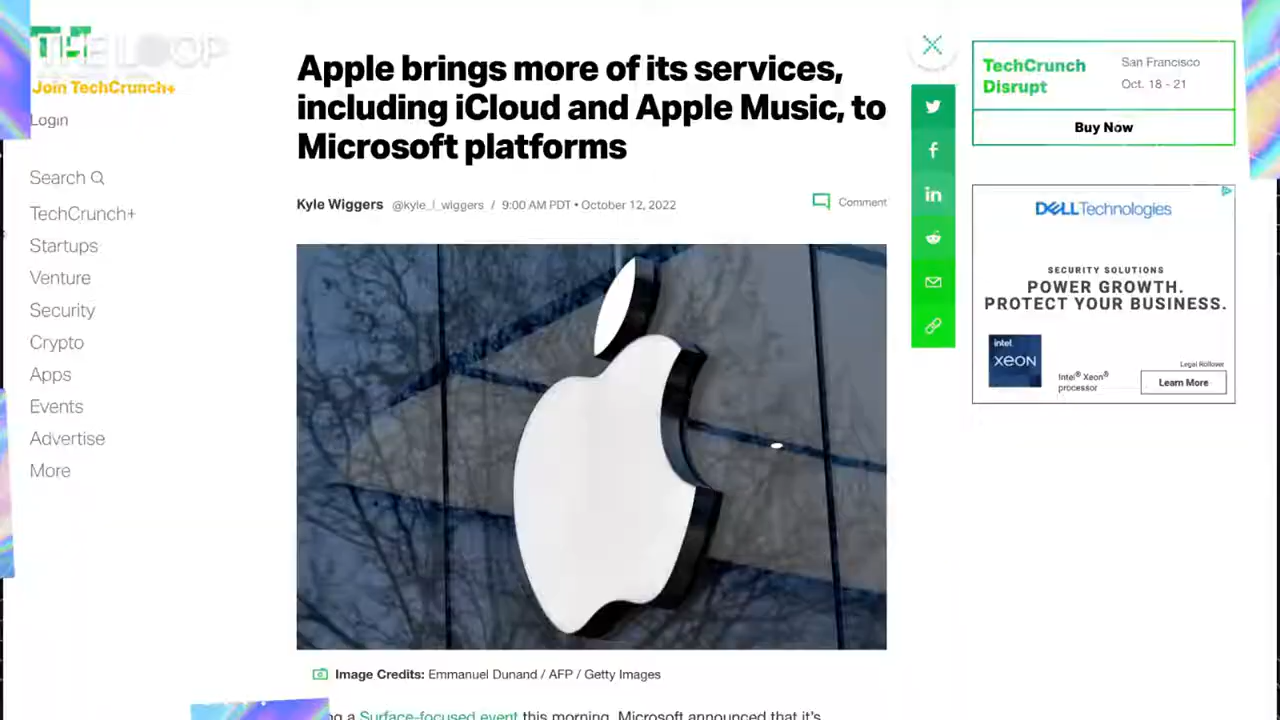 THE LOOP
Join TechCrunch+
Login
Search
TechCrunch+
Startups
Venture
Security
Crypto
Apps
Events
Advertise
More
Apple brings more of its services,
including iCloud and Apple Music, to
Microsoft platforms
Kyle Wiggers @kyle_l_wiggers / 9:00 AM PDT • October 12, 2022
Comment
Image Credits: Emmanuel Dunand / AFP / Getty Images
a Surface-focused event this morning, Microsoft announced that it's
TechCrunch
Disrupt
San Francisco
Oct. 18 - 21
Buy Now
DELL Technologies
SECURITY SOLUTIONS
POWER GROWTH.
PROTECT YOUR BUSINESS.
intel
xeon
Intel® Xeon®
processor
Legal Rollover
Learn More